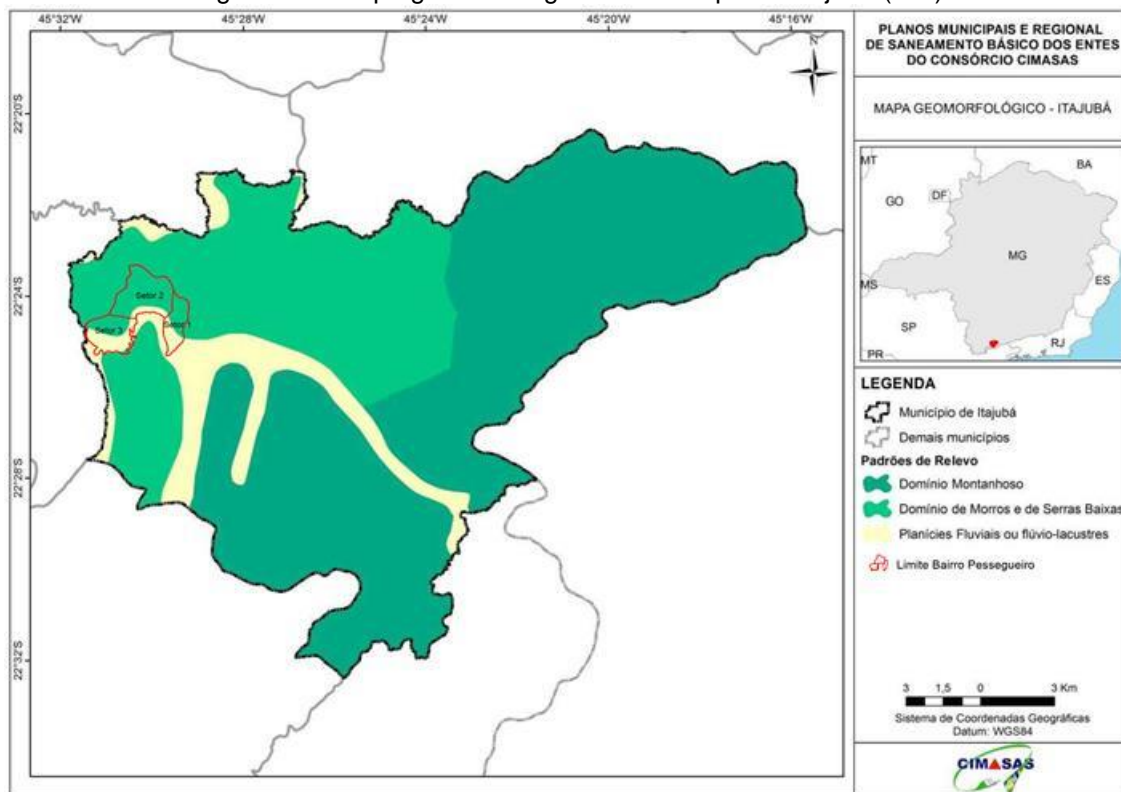 45°32'W 45°28'W 45°24'W 45°20'W 45°16'W
22°20'S
22°24'S
22°28'S
22°32'S
N
Setor 2
Setor 3
Setor 1
PLANOS MUNICIPAIS E REGIONAL
DE SANEAMENTO BÁSICO DOS ENTES
DO CONSÓRCIO CIMASAS
MAPA GEOMORFOLÓGICO - ITAJUBÁ
MT
BA
GO
DF
MG
ES
MS
SP
RJ
PR
LEGENDA
Município de Itajubá
Demais municípios
Padrões de Relevo
Domínio Montanhoso
Domínio de Morros e de Serras Baixas
Planícies Fluviais ou flúvio-lacustres
Limite Bairro Pessegueiro
3 1,5 0 3 Km
Sistema de Coordenadas Geográficas
Datum: WGS84
CIMASAS